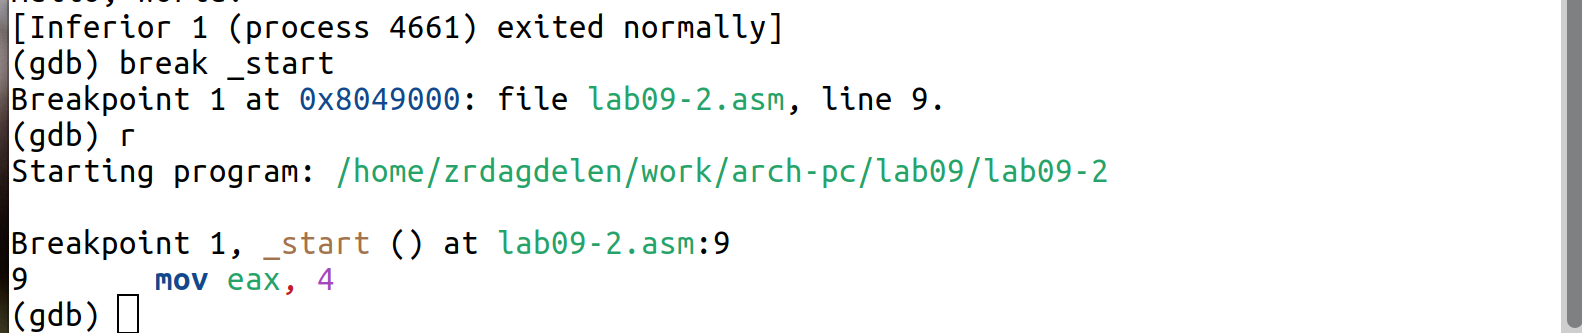 [Inferior 1 (process 4661) exited normally]
(gdb) break _start
Breakpoint 1 at 0x8049000: file lab09-2.asm, line 9.
(gdb) r
Starting program: /home/zrdagdelen/work/arch-pc/lab09/lab09-2
Breakpoint 1, _start () at lab09-2.asm:9
9       mov eax, 4
(gdb)